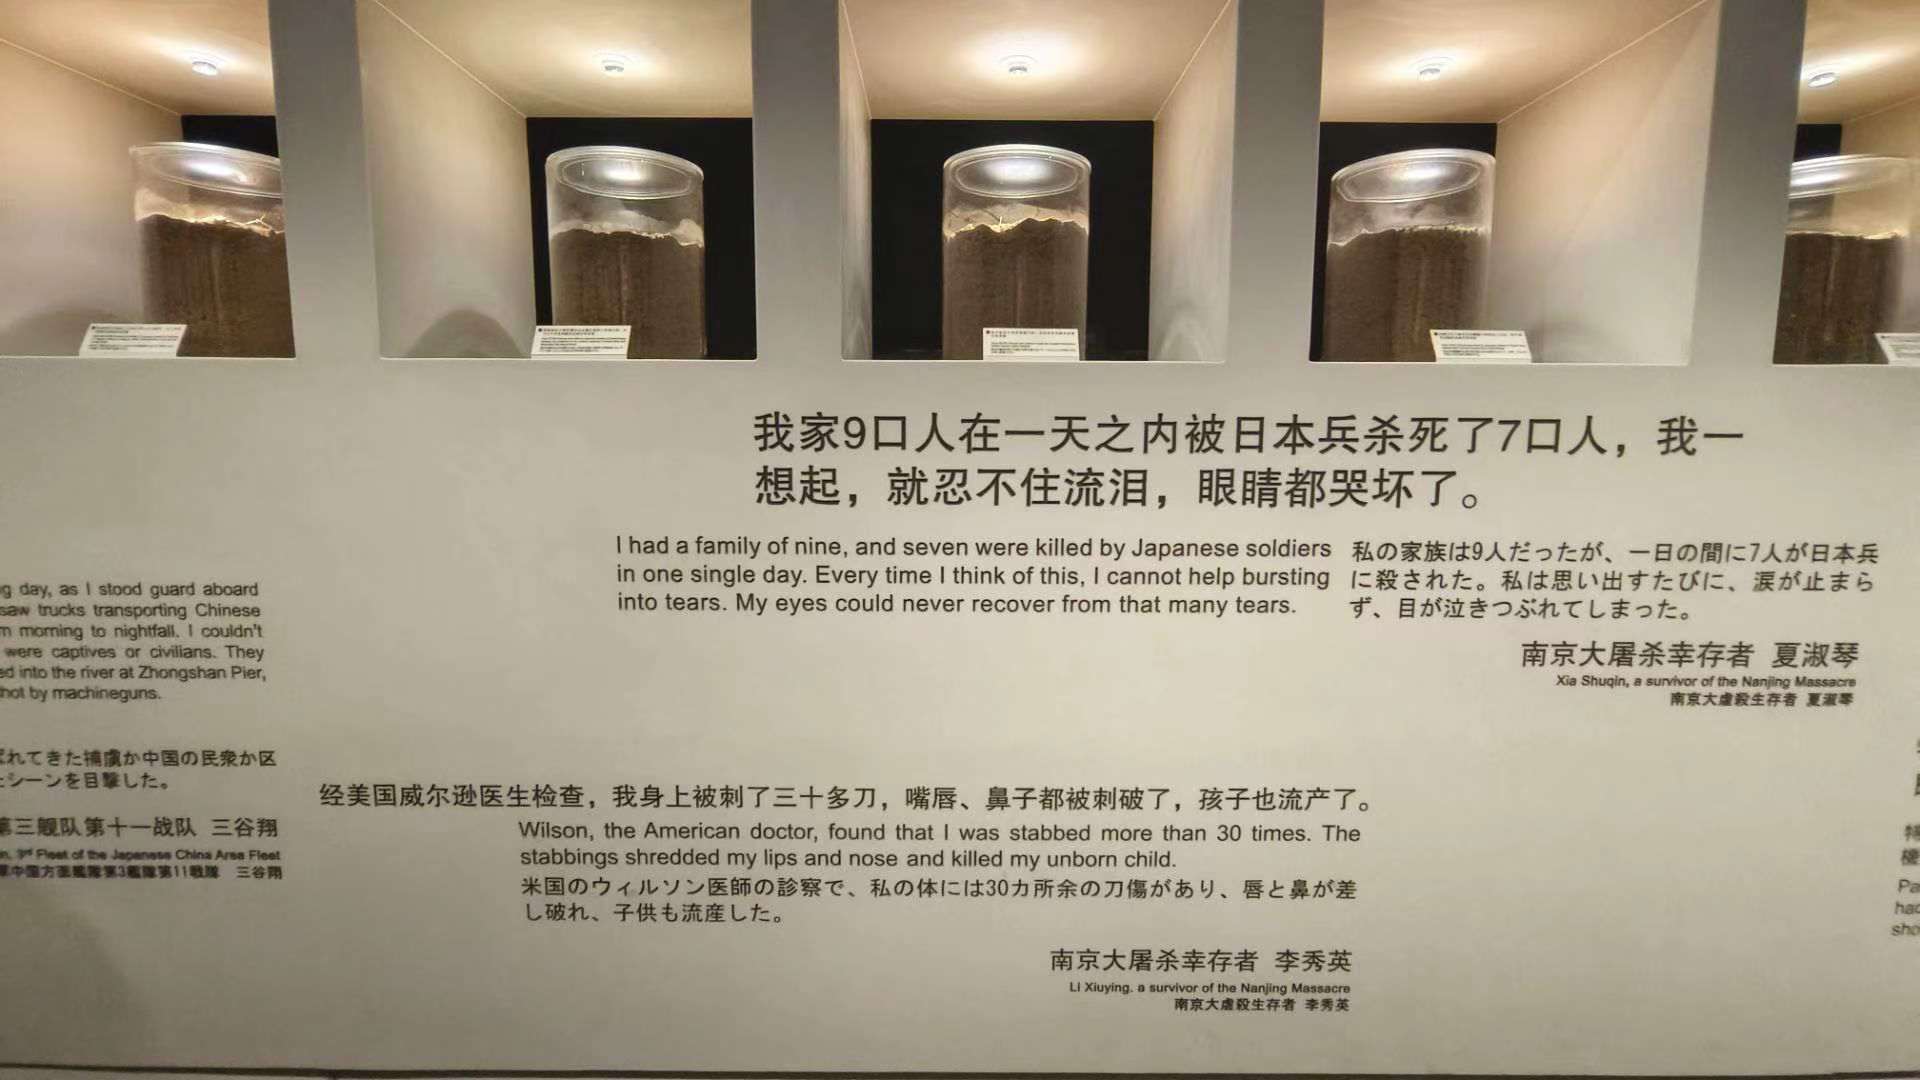 我家9口人在一天之内被日本兵杀死了7口人，我一
想起，就忍不住流泪，眼睛都哭坏了。
I had a family of nine, and seven were killed by Japanese soldiers
in one single day. Every time I think of this, I cannot help bursting
into tears. My eyes could never recover from that many tears.
私の家族は9人だったが、一日の間に7人が日本兵
に殺された。私は思い出すたびに、涙が止まら
ず、目が泣きつぶれてしまった。
南京大屠杀幸存者 夏淑琴
Xia Shuqin, a survivor of the Nanjing Massacre
南京大虐殺生存者 夏淑琴
day, as I stood guard aboard
saw trucks transporting Chinese
morning to nightfall. I couldn't
were captives or civilians. They
into the river at Zhongshan Pier,
by machineguns.
れてきた捕虜か中国の民衆か区
シーンを目撃した。
第三舰队第十一战队 三谷翔
3rd Fleet of the Japanese China Area Fleet
中国方面艦隊第3艦隊第11戦隊 三谷翔
经美国威尔逊医生检查，我身上被刺了三十多刀，嘴唇、鼻子都被刺破了，孩子也流产了。
Wilson, the American doctor, found that I was stabbed more than 30 times. The
stabbings shredded my lips and nose and killed my unborn child.
米国のウィルソン医師の診察で、私の体には30カ所余の刀傷があり、唇と鼻が差
し破れ、子供も流産した。
南京大屠杀幸存者 李秀英
Li Xiuying. a survivor of the Nanjing Massacre
南京大虐殺生存者 李秀英